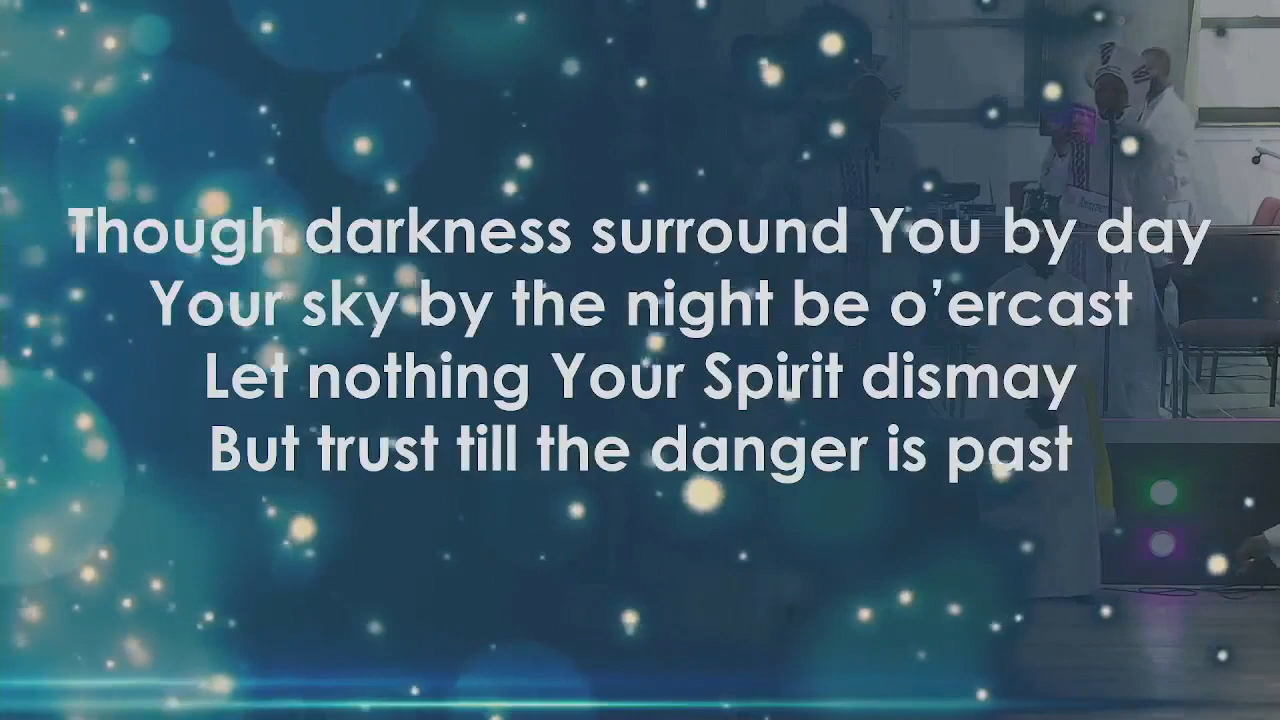 Though darkness surround You by day
Your sky by the night be o’ercast
Let nothing Your Spirit dismay
But trust till the danger is past